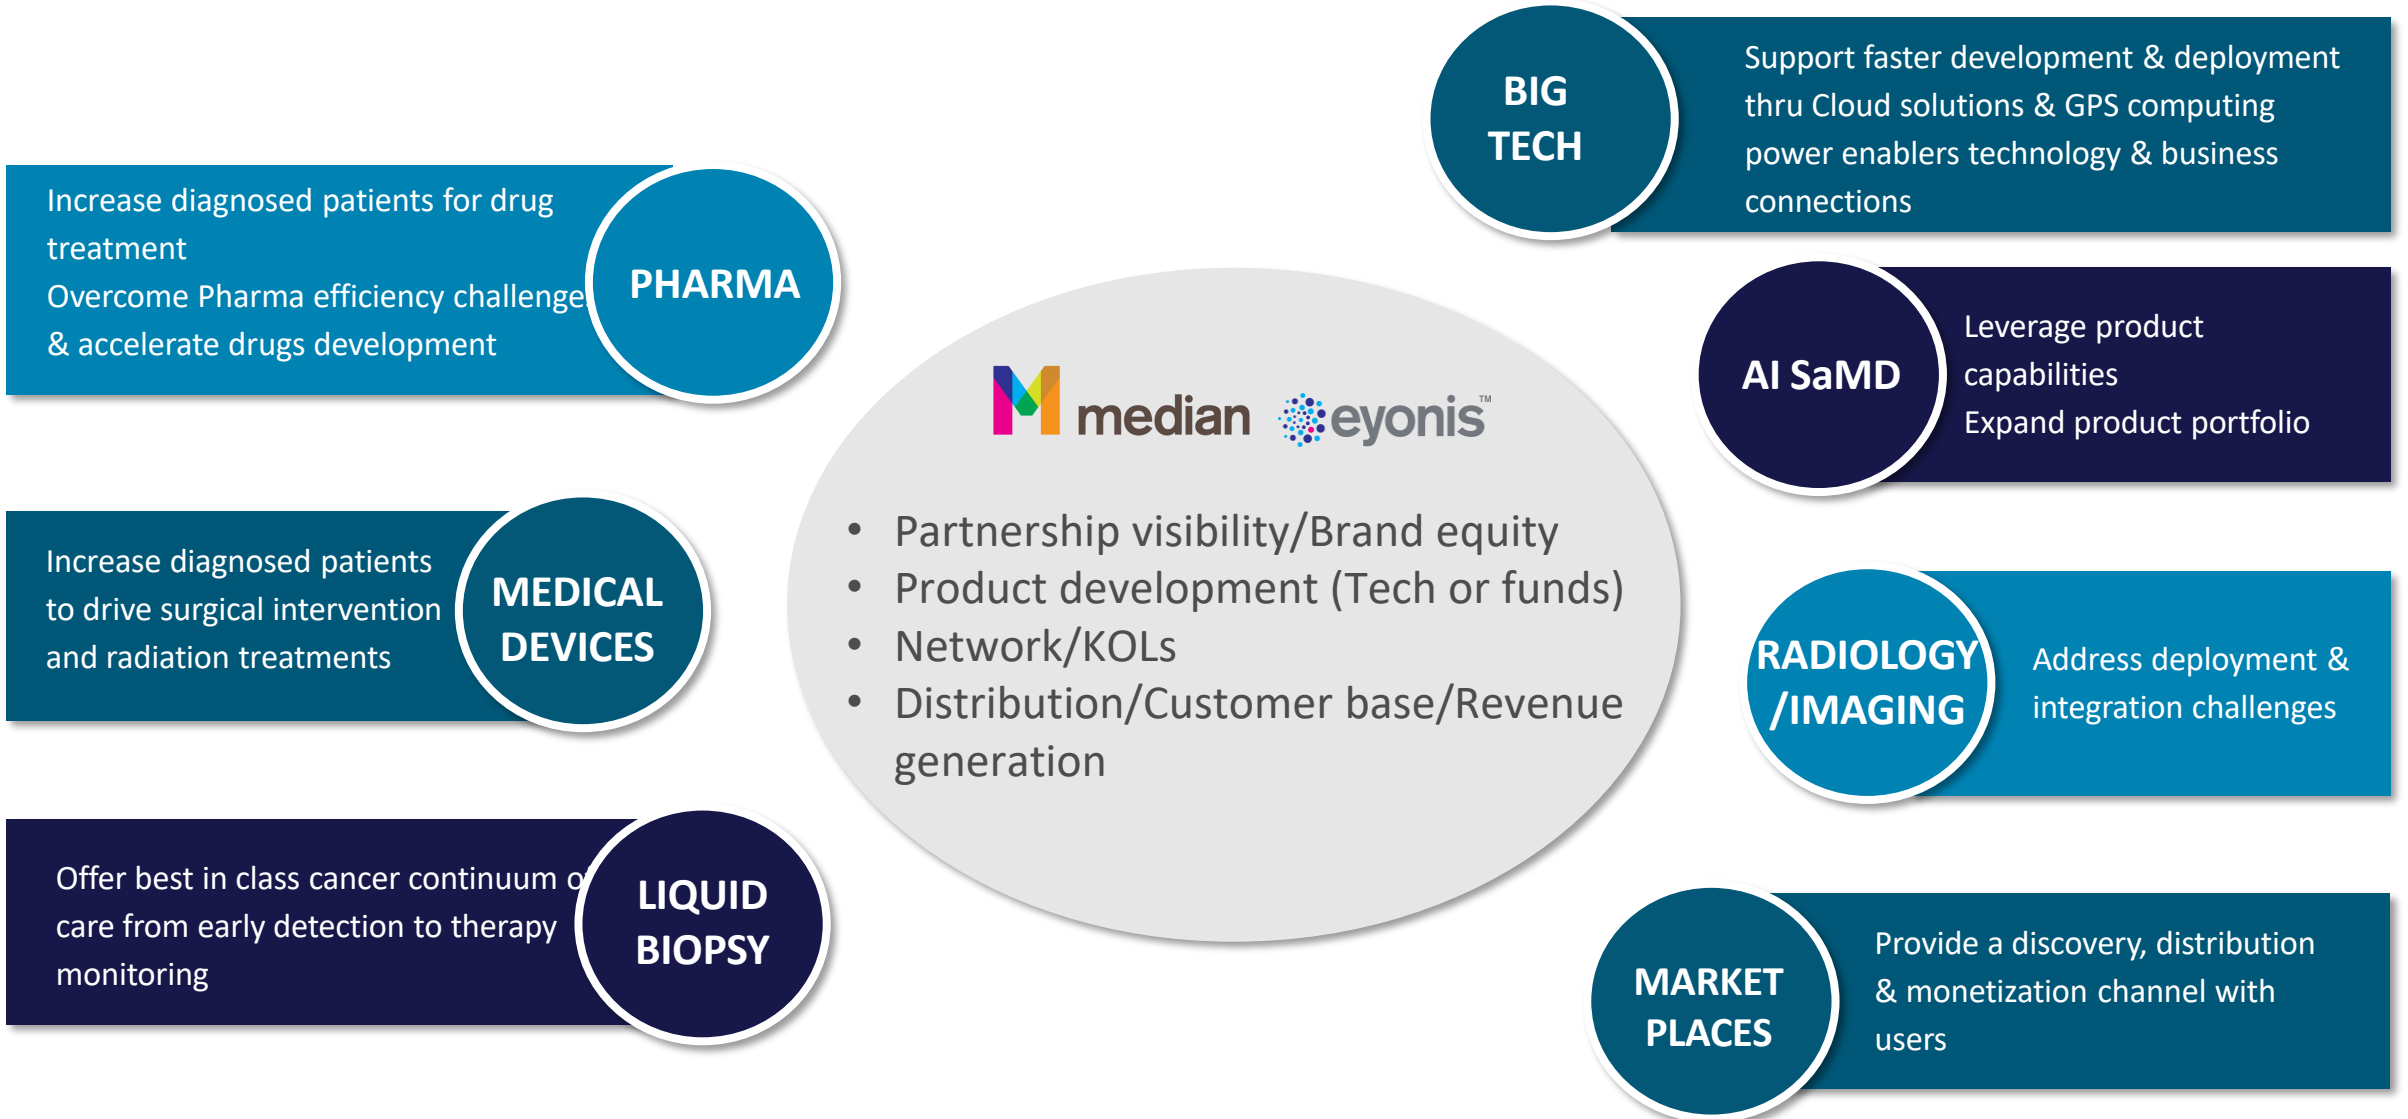 Increase diagnosed patients for drug
treatment
Overcome Pharma efficiency challenge
& accelerate drugs development
PHARMA
Increase diagnosed patients
to drive surgical intervention
and radiation treatments
MEDICAL
DEVICES
Offer best in class cancer continuum
care from early detection to therapy
monitoring
LIQUID
BIOPSY
median eyonis™
• Partnership visibility/Brand equity
• Product development (Tech or funds)
• Network/KOLs
• Distribution/Customer base/Revenue
generation
BIG
TECH
Support faster development & deployment
thru Cloud solutions & GPS computing
power enablers technology & business
connections
AI SaMD
Leverage product
capabilities
Expand product portfolio
RADIOLOGY
/IMAGING
Address deployment &
integration challenges
MARKET
PLACES
Provide a discovery, distribution
& monetization channel with
users